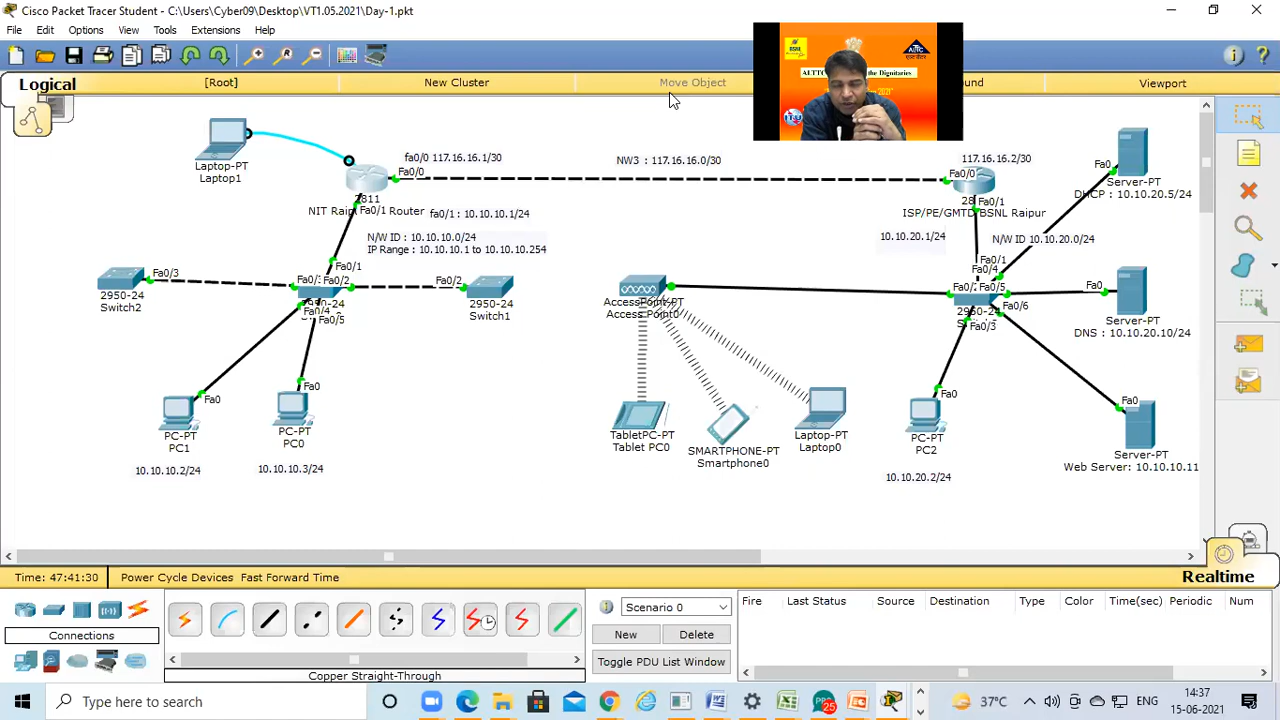 Cisco Packet Tracer Student - C:\Users\Cyber09\Desktop\VT1.05.2021\Day-1.pkt
File Edit Options View Tools Extensions Help
Logical
[Root]
New Cluster
Move Object
Viewport
BSNL
ALTTC
Laptop-PT
Laptop1
fa0/0 117.16.16.1/30
Fa0/0
NW3 : 117.16.16.0/30
117.16.16.2/30
Fa0/0
Fa0
Server-PT
DHCP : 10.10.20.5/24
2811
Fa0/1
fa0/1 : 10.10.10.1/24
Fa0/1
ISP/PE/GMTD BSNL Raipur
N/W ID : 10.10.10.0/24
IP Range : 10.10.10.1 to 10.10.10.254
10.10.20.1/24
N/W ID 10.10.20.0/24
Fa0/1
Fa0/3
Fa0/2
Fa0/2
Fa0/1
Fa0/4
Fa0/5
Fa0
2950-24
Switch2
2950-24
Switch1
Fa0/4
Fa0/5
Access Point0
Fa0/6
Fa0/3
Server-PT
DNS : 10.10.20.10/24
Fa0
Fa0
Fa0
Fa0
PC-PT
PC1
PC-PT
PC0
TabletPC-PT
Tablet PC0
SMARTPHONE-PT
Smartphone0
Laptop-PT
Laptop0
PC-PT
PC2
Server-PT
Web Server: 10.10.10.11
10.10.10.2/24
10.10.10.3/24
10.10.20.2/24
Time: 47:41:30
Power Cycle Devices Fast Forward Time
Realtime
Connections
Copper Straight-Through
Scenario 0
New
Delete
Toggle PDU List Window
Fire Last Status Source Destination Type Color Time(sec) Periodic Num
Type here to search
25
37°C
ENG
14:37
15-06-2021